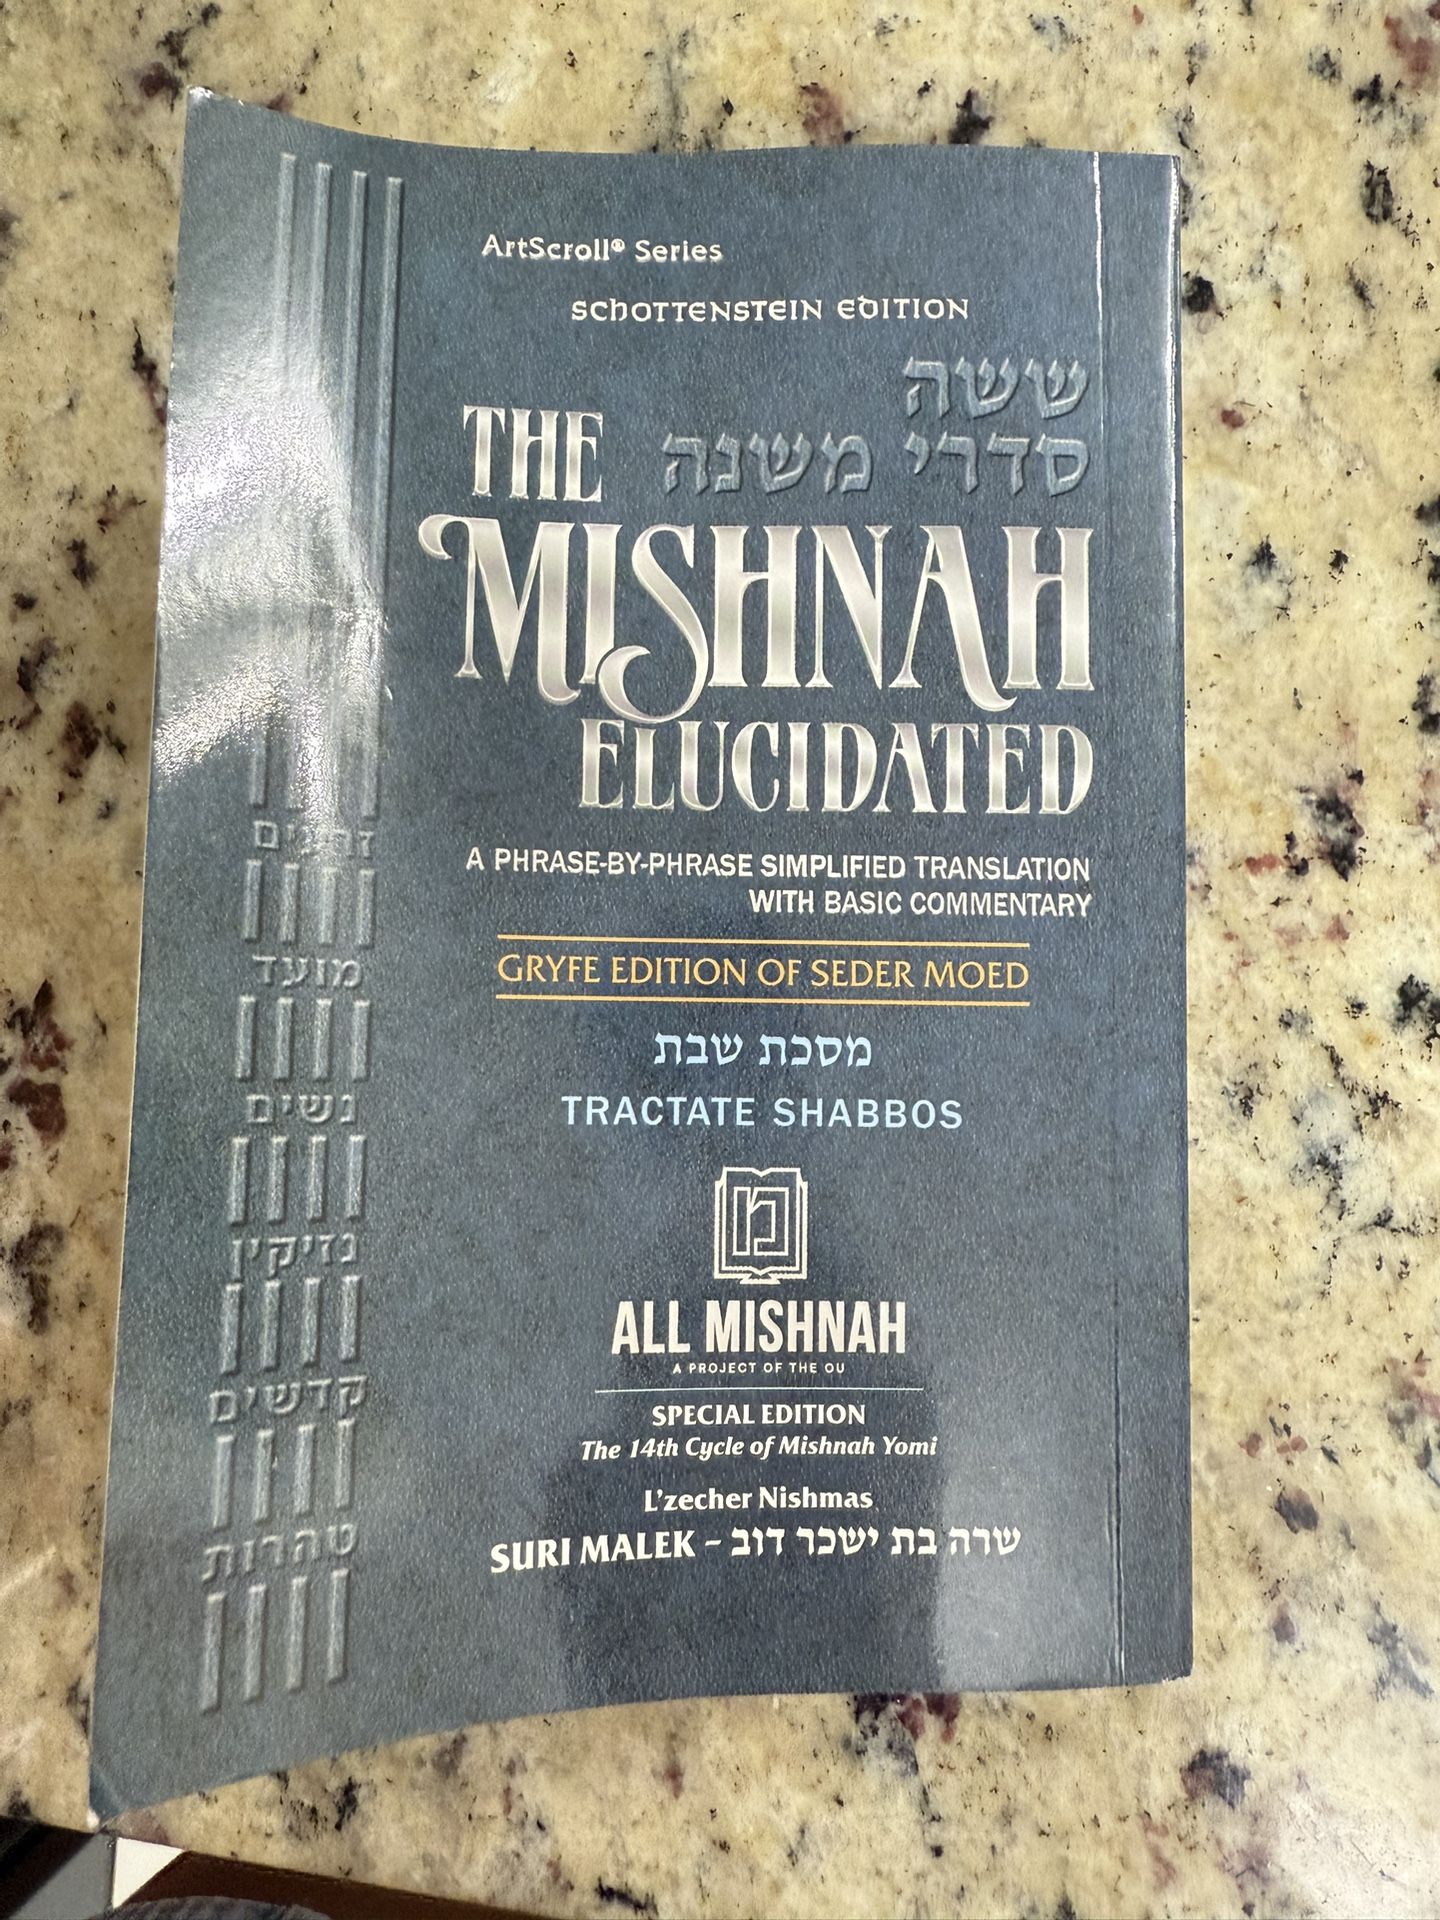 ArtScroll® Series
SCHOTTENSTEIN EDITION
ששה
סדרי משנה
THE
MISHNAH
ELUCIDATED
A PHRASE-BY-PHRASE SIMPLIFIED TRANSLATION
WITH BASIC COMMENTARY
GRYFE EDITION OF SEDER MOED
מסכת שבת
TRACTATE SHABBOS
מ
ALL MISHNAH
A PROJECT OF THE OU
SPECIAL EDITION
The 14th Cycle of Mishnah Yomi
L'zecher Nishmas
SURI MALEK – שרה בת ישכר דוב
זרעים
מועד
נשים
נזיקין
קדשים
טהרות